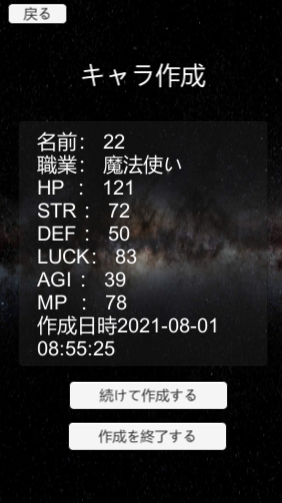 戻る
キャラ作成
名前： 22
職業： 魔法使い
HP ： 121
STR ： 72
DEF ： 50
LUCK： 83
AGI ： 39
MP ： 78
作成日時2021-08-01
08:55:25
続けて作成する
作成を終了する